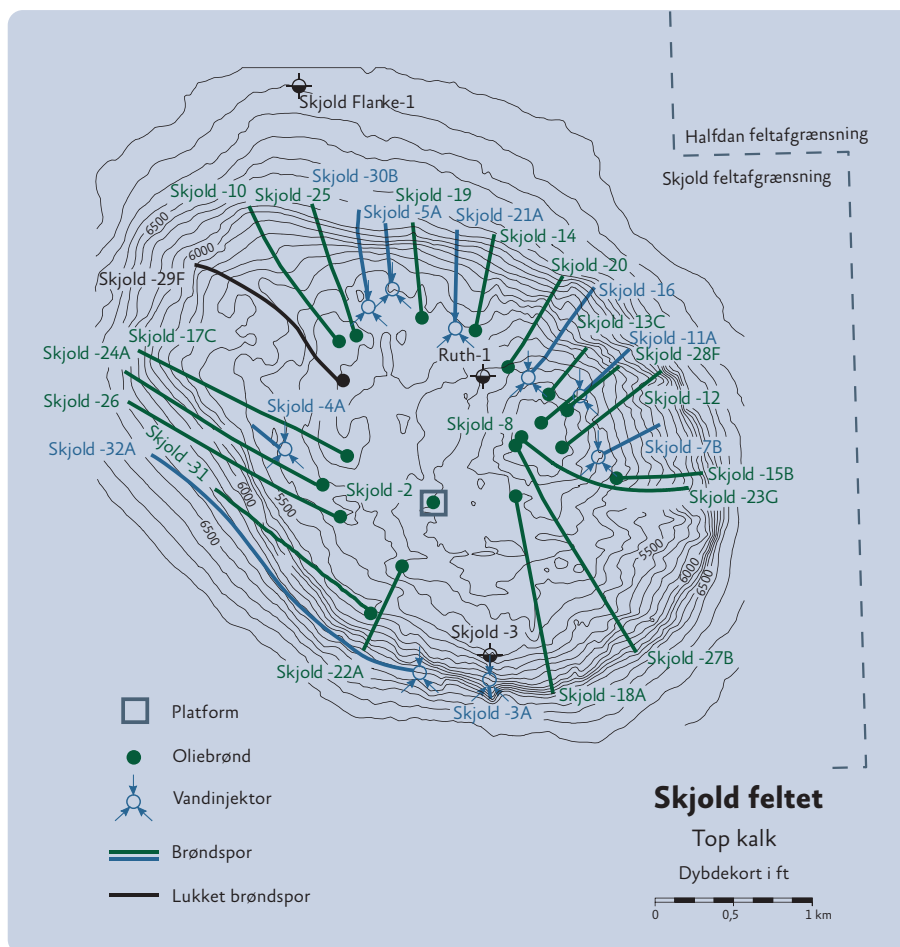 Skjold Flanke-1
Halfdan feltafgrænsning
Skjold feltafgrænsning
Skjold -30B
Skjold -10
Skjold -25
Skjold -19
Skjold -5A
Skjold -21A
6500
Skjold -14
6000
Skjold -20
Skjold -29F
Skjold -16
Skjold -13C
Skjold -17C
Skjold -11A
Skjold -24A
Ruth-1
Skjold -28F
Skjold -26
Skjold -12
Skjold -4A
Skjold -8
Skjold -32A
Skjold -31
Skjold -7B
Skjold -15B
Skjold -2
Skjold -23G
6000
5500
6500
5500
6000
6500
Skjold -3
Skjold -27B
Skjold -22A
Skjold -18A
Skjold -3A
Platform
Oliebrønd
Vandinjektor
Brøndspor
Lukket brøndspor
Skjold feltet
Top kalk
Dybdekort i ft
0 0,5 1 km